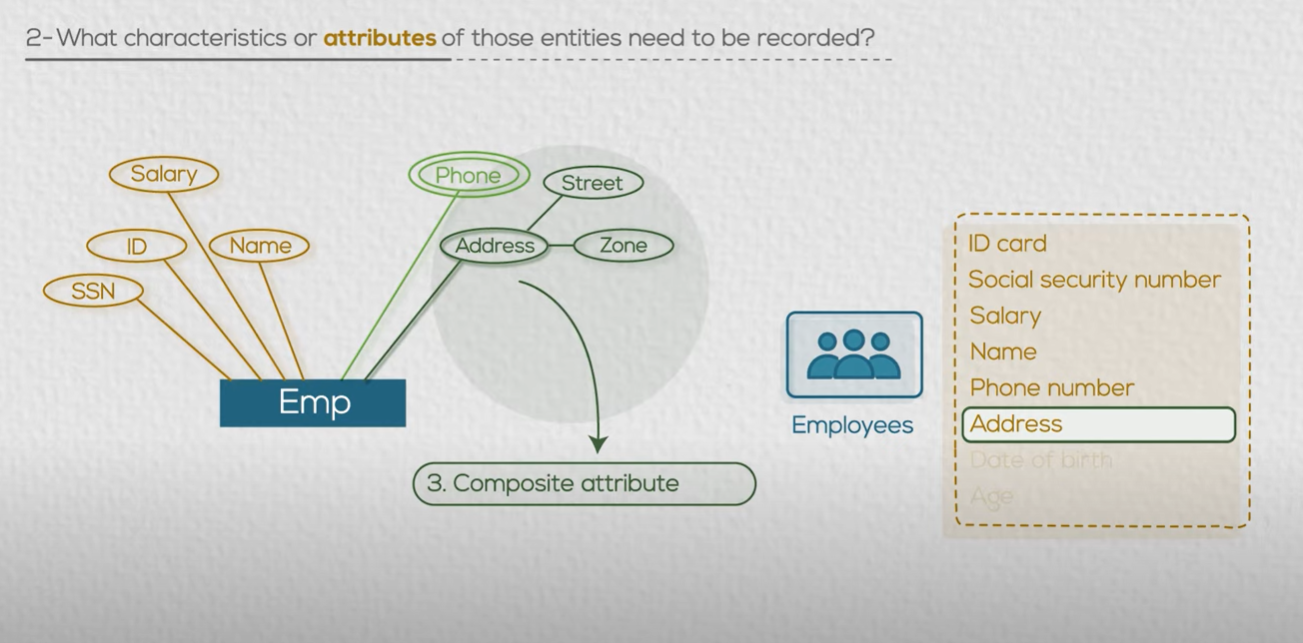 2- What characteristics or attributes of those entities need to be recorded?
Salary
Phone
Street
ID
Name
Address
Zone
SSN
Emp
3. Composite attribute
Employees
ID card
Social security number
Salary
Name
Phone number
Address
Date of birth
Age